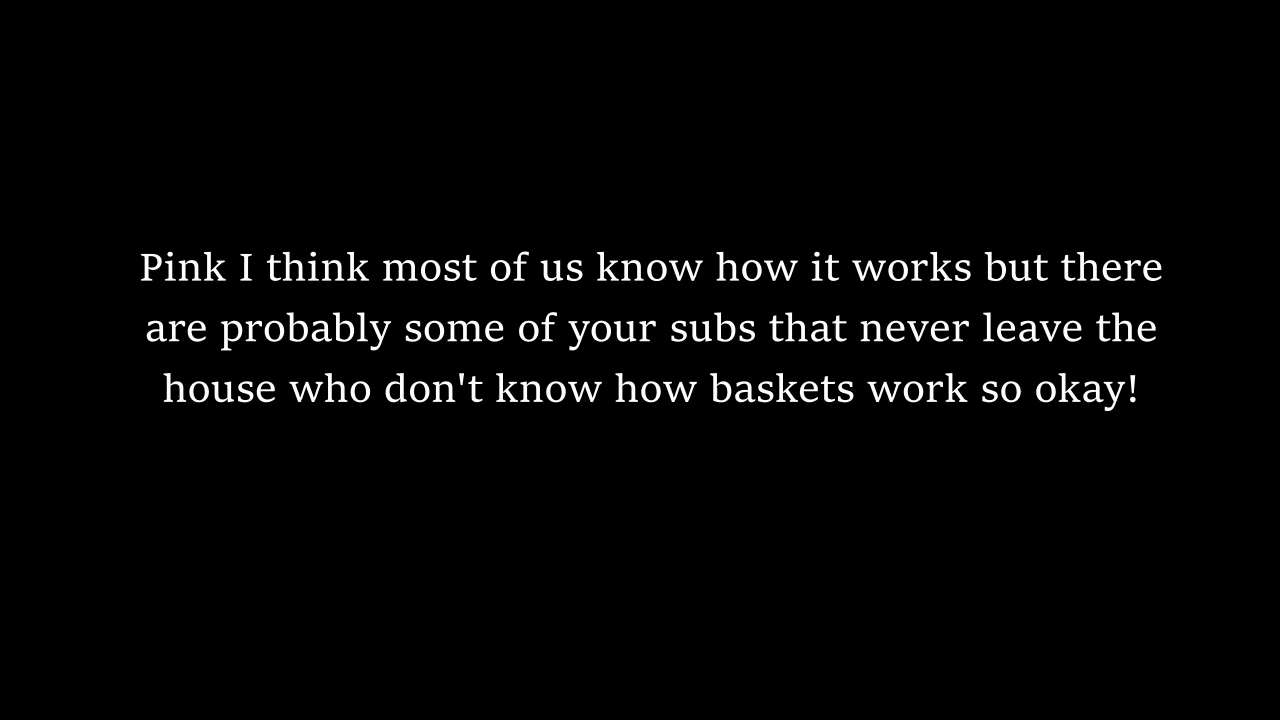 Pink I think most of us know how it works but there
are probably some of your subs that never leave the
house who don't know how baskets work so okay!